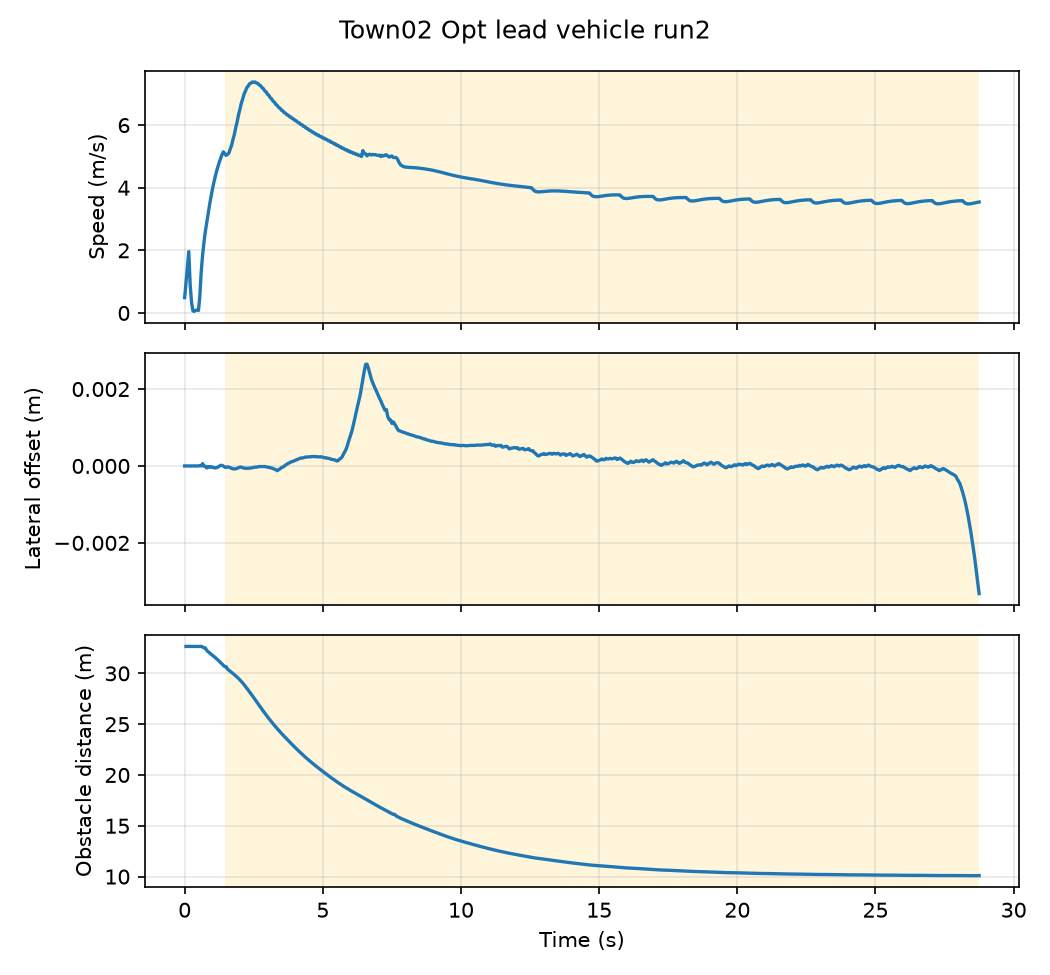 Town02 Opt lead vehicle run2
Speed (m/s)
6
4
2
0
Lateral offset (m)
0.002
0.000
−0.002
Obstacle distance (m)
30
25
20
15
10
0 5 10 15 20 25 30
Time (s)